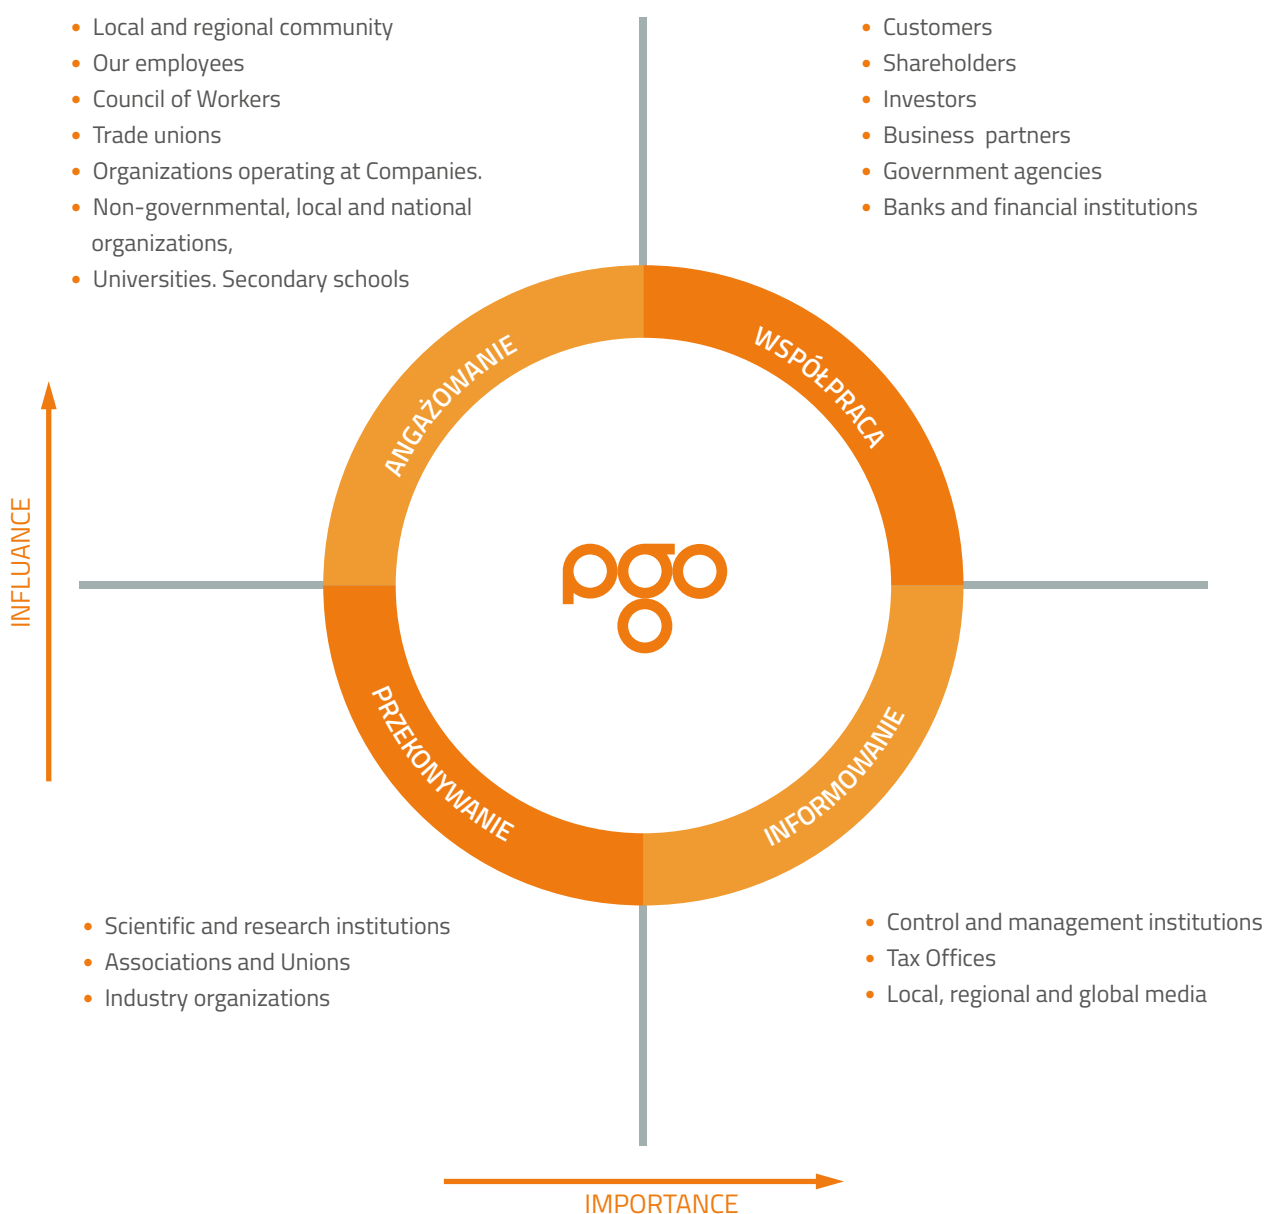 Local and regional community
Our employees
Council of Workers
Trade unions
Organizations operating at Companies.
Non-governmental, local and national
organizations,
Universities. Secondary schools
Customers
Shareholders
Investors
Business partners
Government agencies
Banks and financial institutions
ANGAŻOWANIE
WSPÓŁPRACA
INFLUANCE
pgo
PRZEKONYWANIE
INFORMOWANIE
Scientific and research institutions
Associations and Unions
Industry organizations
Control and management institutions
Tax Offices
Local, regional and global media
IMPORTANCE